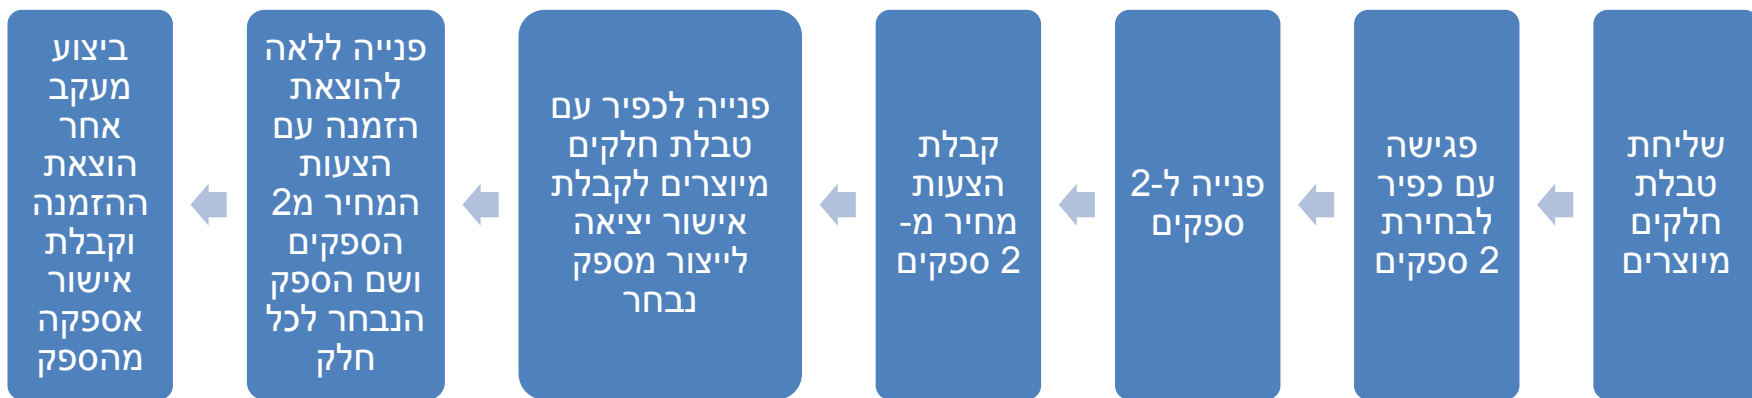 שליחת
טבלת
חלקים
מיוצרים
פגישה
עם כפיר
לבחירת
2 ספקים
פנייה ל-2
ספקים
קבלת
הצעות
מחיר מ-
2 ספקים
פנייה לכפיר עם
טבלת חלקים
מיוצרים לקבלת
אישור יציאה
לייצור מספק
נבחר
פנייה ללאה
להוצאת
הזמנה עם
הצעות
המחיר מ2
הספקים
ושם הספק
הנבחר לכל
חלק
ביצוע
מעקב
אחר
הוצאת
ההזמנה
וקבלת
אישור
אספקה
מהספק